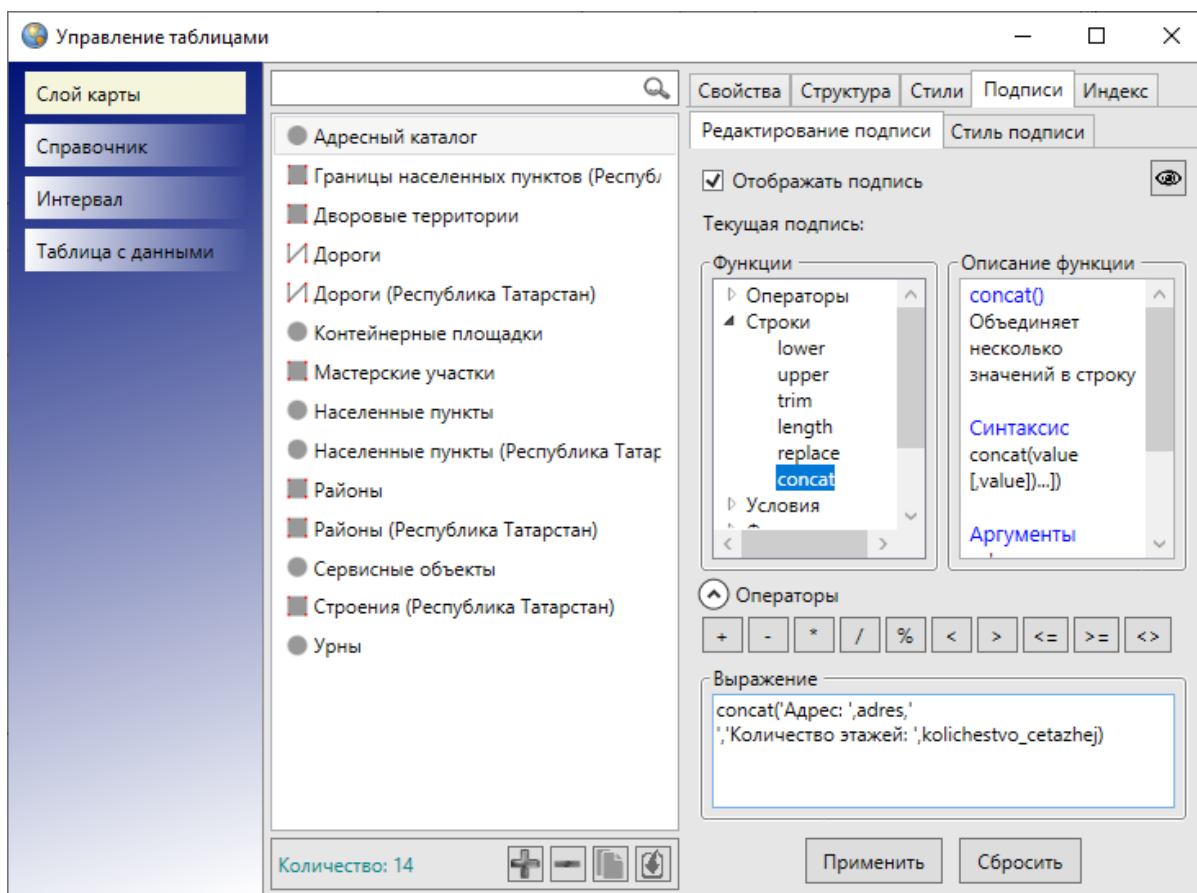 Управление таблицами
Слой карты
Справочник
Интервал
Таблица с данными
Адресный каталог
Границы населенных пунктов (Республ
Дворовые территории
Дороги
Дороги (Республика Татарстан)
Контейнерные площадки
Мастерские участки
Населенные пункты
Населенные пункты (Республика Татар
Районы
Районы (Республика Татарстан)
Сервисные объекты
Строения (Республика Татарстан)
Урны
Количество: 14
Свойства Структура Стили Подписи Индекс
Редактирование подписи Стиль подписи
Отображать подпись
Текущая подпись:
Функции
Операторы
Строки
lower
upper
trim
length
replace
concat
Условия
Описание функции
concat()
Объединяет
несколько
значений в строку
Синтаксис
concat(value
[,value])...])
Аргументы
Операторы
+ - * / % < > <= >= <>
Выражение
concat('Адрес: ',adres,'
','Количество этажей: ',kolichestvo_cetazhej)
Применить Сбросить